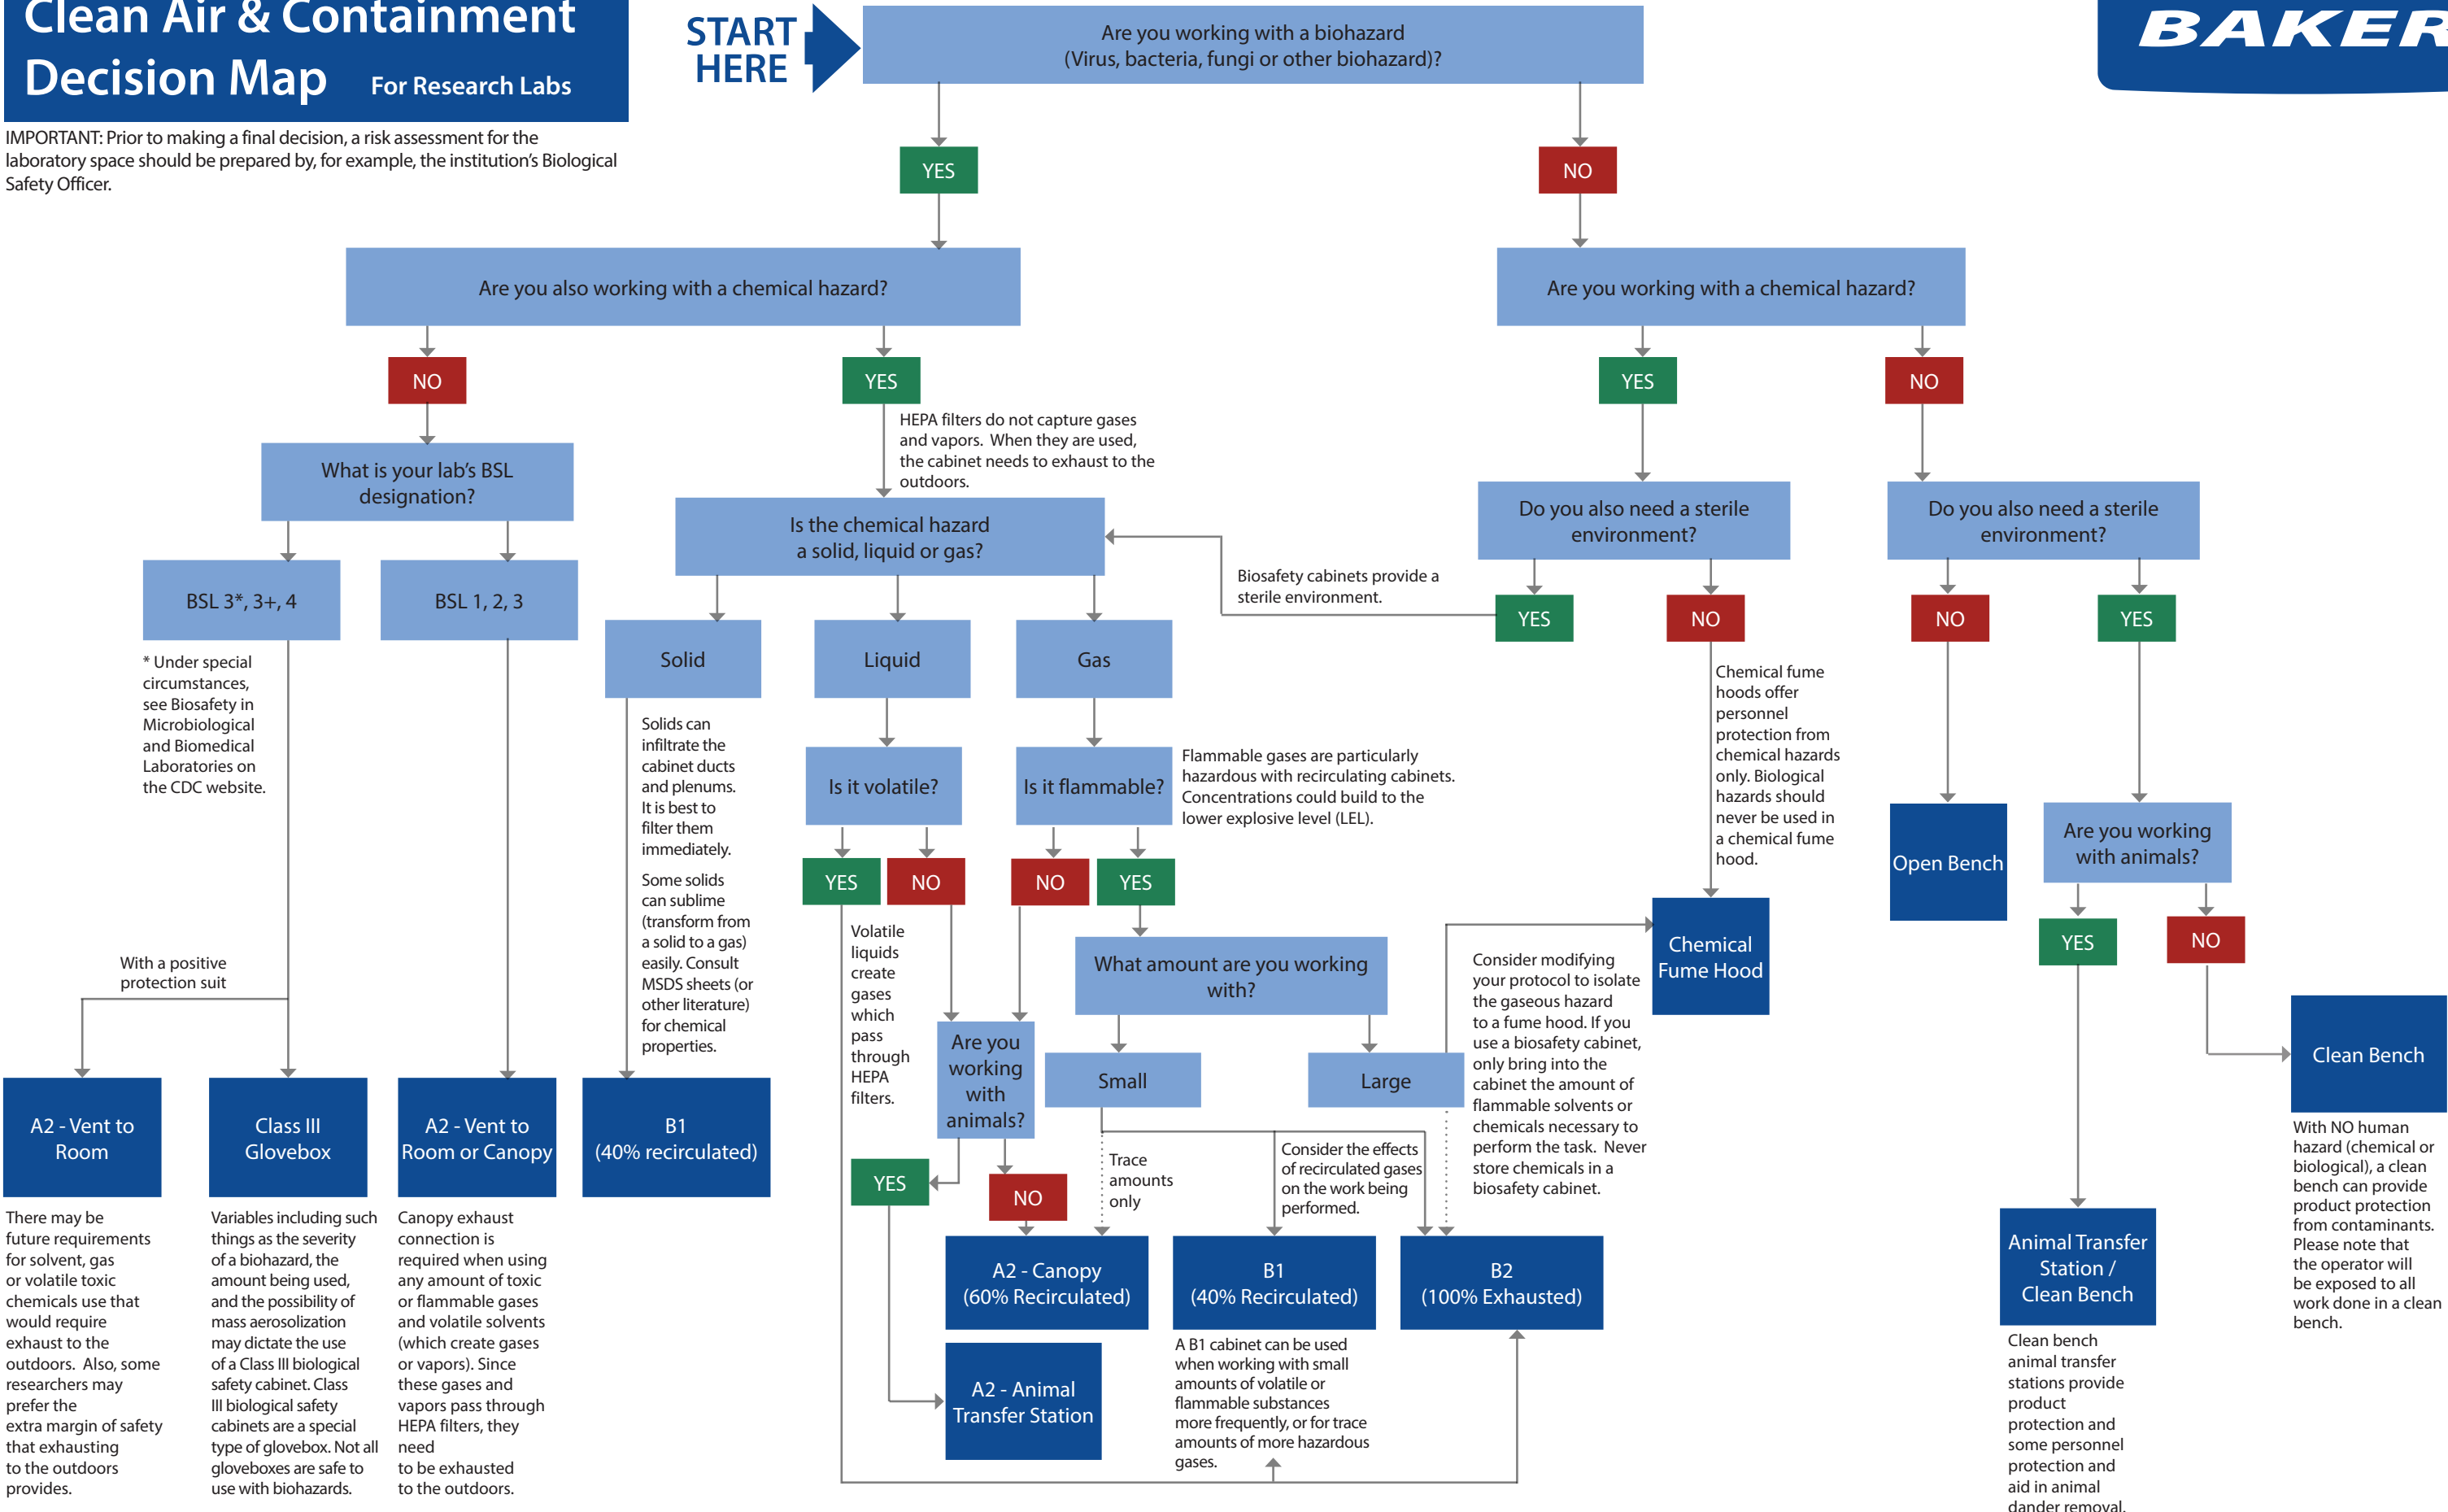 Clean Air & Containment
Decision Map For Research Labs
IMPORTANT: Prior to making a final decision, a risk assessment for the
laboratory space should be prepared by, for example, the institution's Biological
Safety Officer.
START
HERE
BAKER
Are you working with a biohazard
(Virus, bacteria, fungi or other biohazard)?
YES
NO
Are you also working with a chemical hazard?
Are you working with a chemical hazard?
NO
YES
YES
NO
HEPA filters do not capture gases
and vapors. When they are used,
the cabinet needs to exhaust to the
outdoors.
What is your lab's BSL
designation?
Is the chemical hazard
a solid, liquid or gas?
Do you also need a sterile
environment?
Do you also need a sterile
environment?
BSL 3*, 3+, 4
BSL 1, 2, 3
Biosafety cabinets provide a
sterile environment.
YES
NO
NO
YES
Solid
Liquid
Gas
* Under special
circumstances,
see Biosafety in
Microbiological
and Biomedical
Laboratories on
the CDC website.
Solids can
infiltrate the
cabinet ducts
and plenums.
It is best to
filter them
immediately.
Some solids
can sublime
(transform from
a solid to a gas)
easily. Consult
MSDS sheets (or
other literature)
for chemical
properties.
Is it volatile?
Is it flammable?
Flammable gases are particularly
hazardous with recirculating cabinets.
Concentrations could build to the
lower explosive level (LEL).
Chemical fume
hoods offer
personnel
protection from
chemical hazards
only. Biological
hazards should
never be used in
a chemical fume
hood.
Open Bench
Are you working
with animals?
YES
NO
NO
YES
YES
NO
Volatile
liquids
create
gases
which
pass
through
HEPA
filters.
What amount are you working
with?
Chemical
Fume Hood
Consider modifying
your protocol to isolate
the gaseous hazard
to a fume hood. If you
use a biosafety cabinet,
only bring into the
cabinet the amount of
flammable solvents or
chemicals necessary to
perform the task. Never
store chemicals in a
biosafety cabinet.
With a positive
protection suit
Are you
working
with
animals?
Small
Large
Clean Bench
With NO human
hazard (chemical or
biological), a clean
bench can provide
product protection
from contaminants.
Please note that
the operator will
be exposed to all
work done in a clean
bench.
A2 - Vent to
Room
Class III
Glovebox
A2 - Vent to
Room or Canopy
B1
(40% recirculated)
YES
NO
Trace
amounts
only
Consider the effects
of recirculated gases
on the work being
performed.
There may be
future requirements
for solvent, gas
or volatile toxic
chemicals use that
would require
exhaust to the
outdoors. Also, some
researchers may
prefer the
extra margin of safety
that exhausting
to the outdoors
provides.
Variables including such
things as the severity
of a biohazard, the
amount being used,
and the possibility of
mass aerosolization
may dictate the use
of a Class III biological
safety cabinet. Class
III biological safety
cabinets are a special
type of glovebox. Not all
gloveboxes are safe to
use with biohazards.
Canopy exhaust
connection is
required when using
any amount of toxic
or flammable gases
and volatile solvents
(which create gases
or vapors). Since
these gases and
vapors pass through
HEPA filters, they
need
to be exhausted
to the outdoors.
A2 - Canopy
(60% Recirculated)
B1
(40% Recirculated)
B2
(100% Exhausted)
A2 - Animal
Transfer Station
A B1 cabinet can be used
when working with small
amounts of volatile or
flammable substances
more frequently, or for trace
amounts of more hazardous
gases.
Animal Transfer
Station /
Clean Bench
Clean bench
animal transfer
stations provide
product
protection and
some personnel
protection and
aid in animal
dander removal.